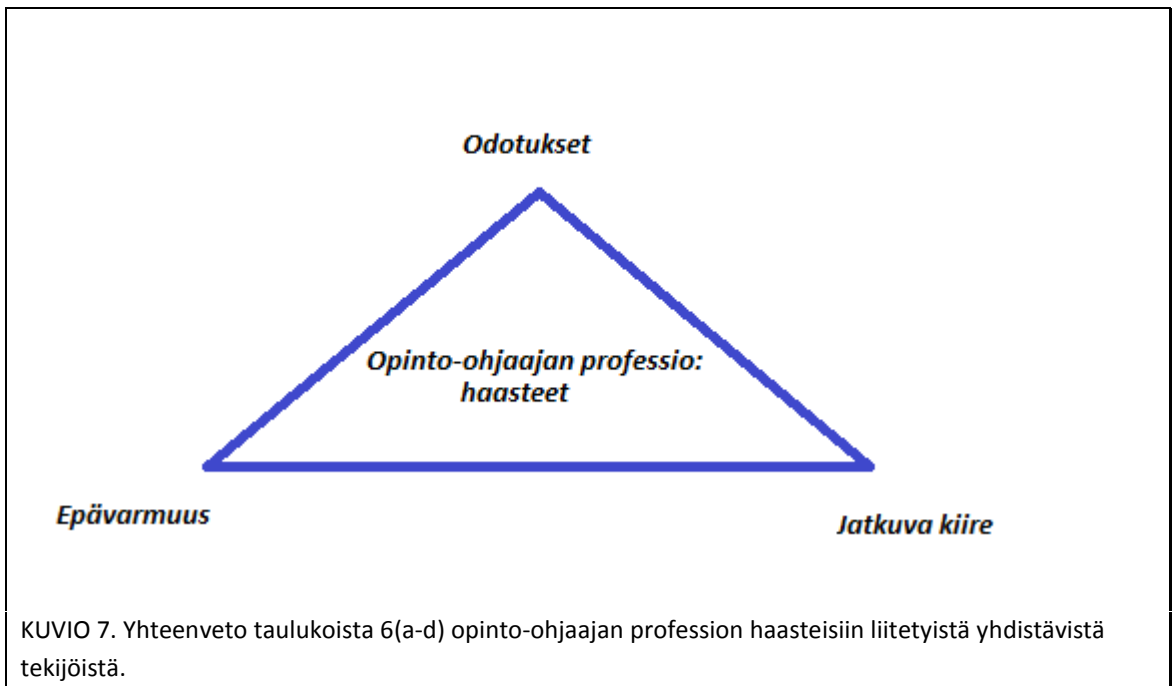 Odotukset
Opinto-ohjaajan professio:
haasteet
Epävarmuus
Jatkuva kiire
KUVIO 7. Yhteenveto taulukoista 6(a-d) opinto-ohjaajan profession haasteisiin liitetyistä yhdistävistä
tekijöistä.